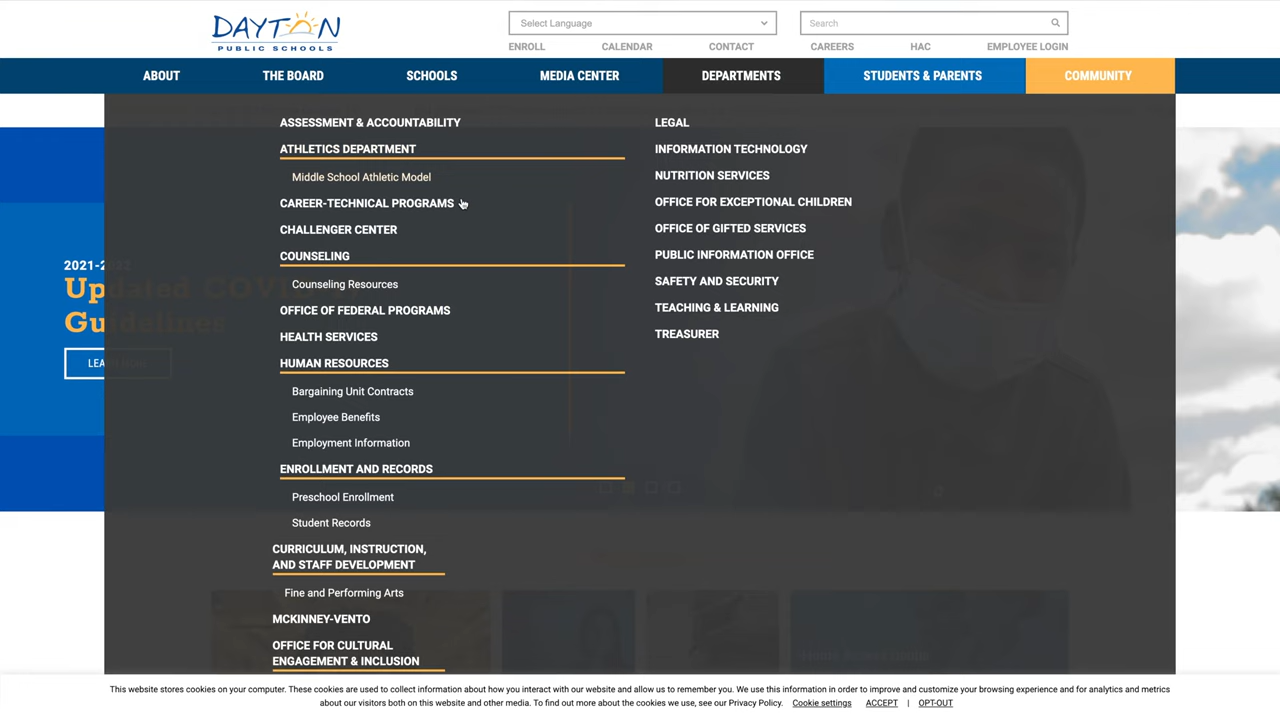 DAYTON
PUBLIC SCHOOLS
Select Language
Search
ENROLL
CALENDAR
CONTACT
CAREERS
HAC
EMPLOYEE LOGIN
ABOUT
THE BOARD
SCHOOLS
MEDIA CENTER
DEPARTMENTS
STUDENTS & PARENTS
COMMUNITY
ASSESSMENT & ACCOUNTABILITY
ATHLETICS DEPARTMENT
Middle School Athletic Model
CAREER-TECHNICAL PROGRAMS
CHALLENGER CENTER
COUNSELING
Counseling Resources
OFFICE OF FEDERAL PROGRAMS
HEALTH SERVICES
HUMAN RESOURCES
Bargaining Unit Contracts
Employee Benefits
Employment Information
ENROLLMENT AND RECORDS
Preschool Enrollment
Student Records
CURRICULUM, INSTRUCTION,
AND STAFF DEVELOPMENT
Fine and Performing Arts
MCKINNEY-VENTO
OFFICE FOR CULTURAL
ENGAGEMENT & INCLUSION
LEGAL
INFORMATION TECHNOLOGY
NUTRITION SERVICES
OFFICE FOR EXCEPTIONAL CHILDREN
OFFICE OF GIFTED SERVICES
PUBLIC INFORMATION OFFICE
SAFETY AND SECURITY
TEACHING & LEARNING
TREASURER
2021-2022
Updated COVID
Guidelines
LEARN MORE
This website stores cookies on your computer. These cookies are used to collect information about how you interact with our website and allow us to remember you. We use this information in order to improve and customize your browsing experience and for analytics and metrics
about our visitors both on this website and other media. To find out more about the cookies we use, see our Privacy Policy. Cookie settings ACCEPT | OPT-OUT